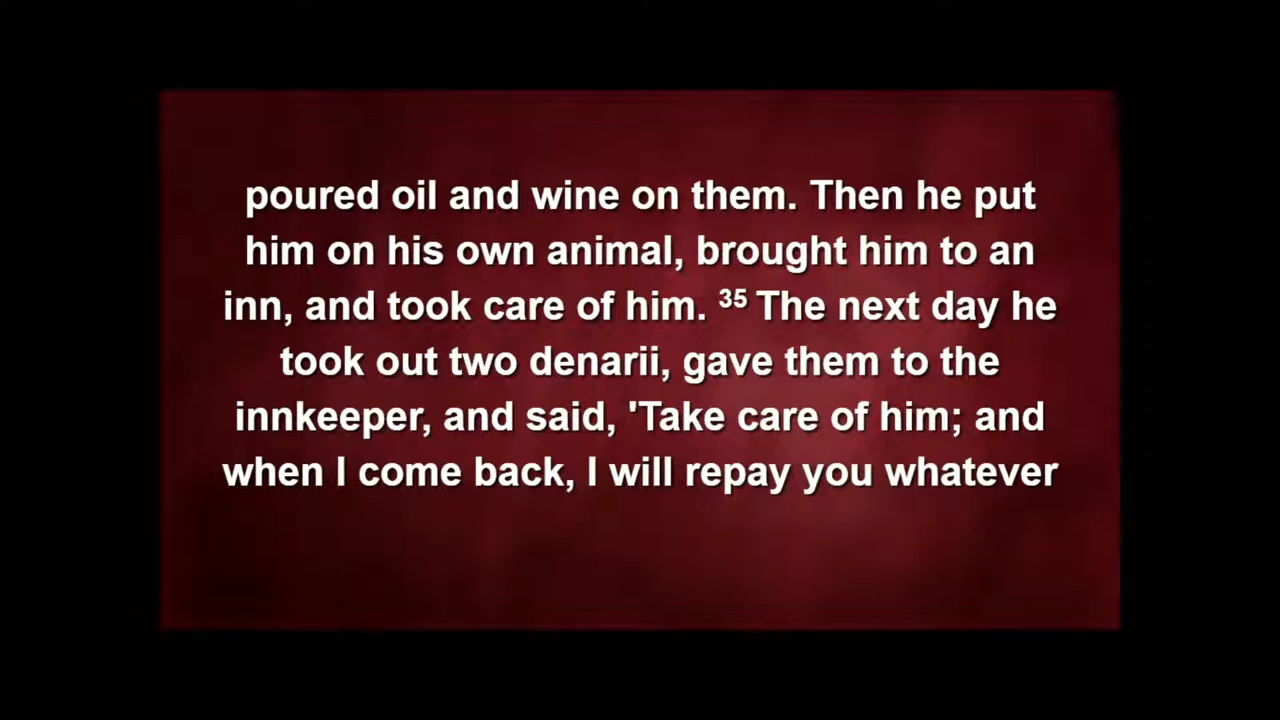 poured oil and wine on them. Then he put
him on his own animal, brought him to an
inn, and took care of him. ³⁵ The next day he
took out two denarii, gave them to the
innkeeper, and said, 'Take care of him; and
when I come back, I will repay you whatever